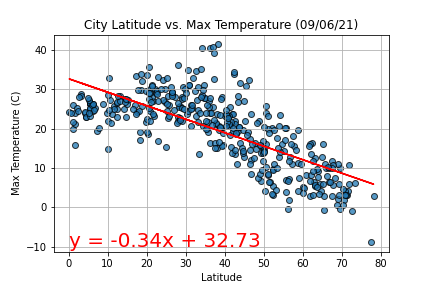 City Latitude vs. Max Temperature (09/06/21)
Max Temperature (C)
40
30
20
10
0
−10
y = -0.34x + 32.73
0 10 20 30 40 50 60 70 80
Latitude